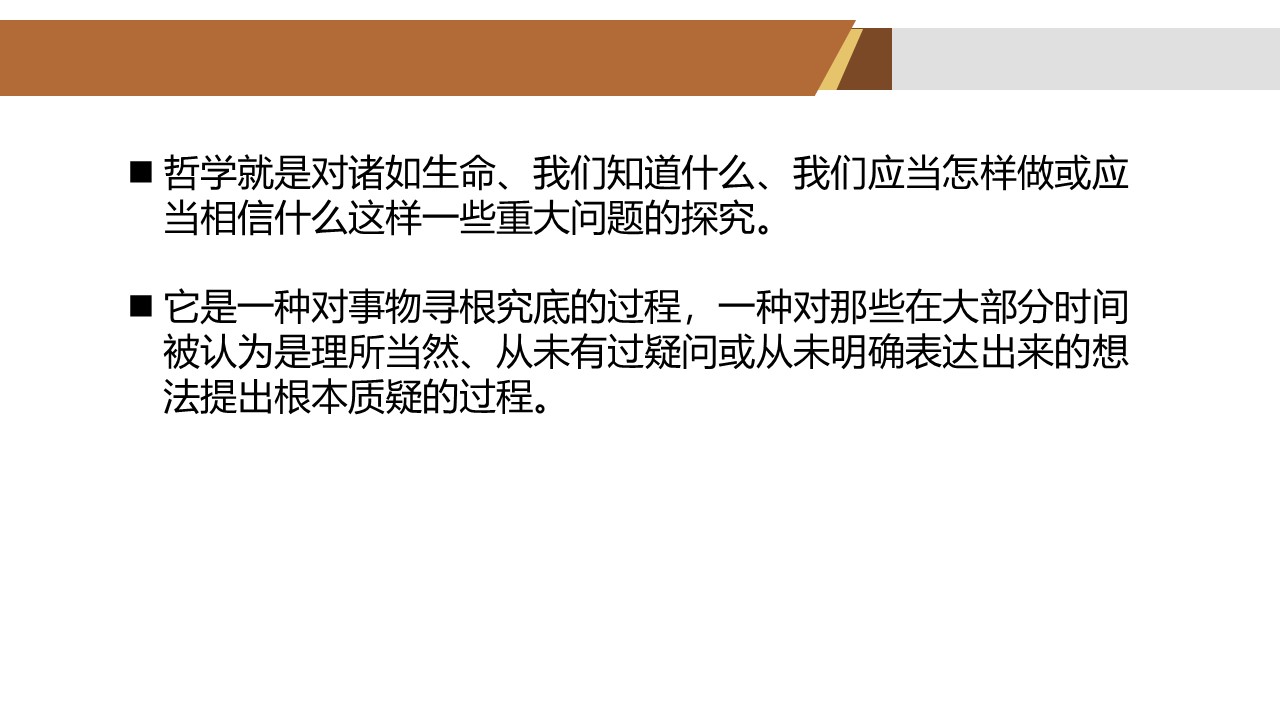 ■ 哲学就是对诸如生命、我们知道什么、我们应当怎样做或应
当相信什么这样一些重大问题的探究。
■ 它是一种对事物寻根究底的过程，一种对那些在大部分时间
被认为是理所当然、从未有过疑问或从未明确表达出来的想
法提出根本质疑的过程。